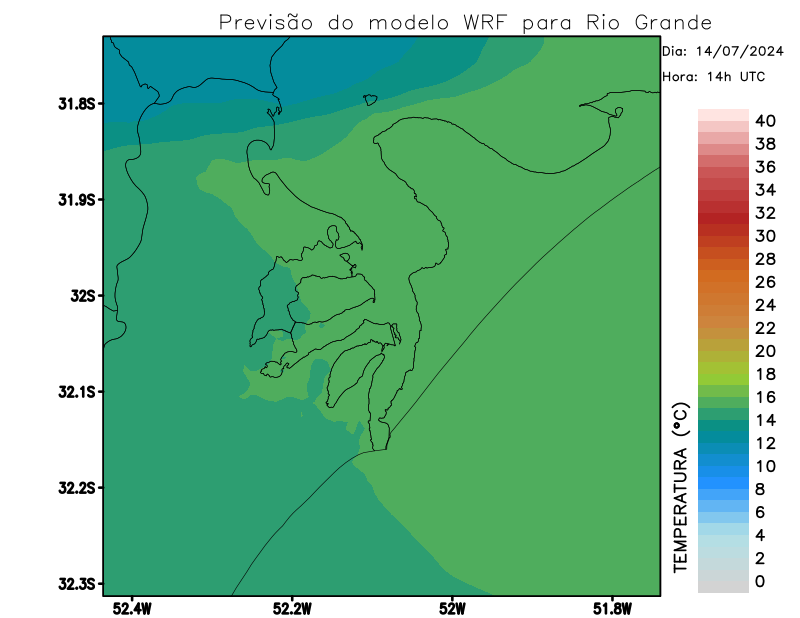 Previsão do modelo WRF para Rio Grande
Dia: 14/07/2024
Hora: 14h UTC
31.8S
31.9S
32S
32.1S
32.2S
32.3S
52.4W
52.2W
52W
51.8W
TEMPERATURA (°C)
40
38
36
34
32
30
28
26
24
22
20
18
16
14
12
10
8
6
4
2
0